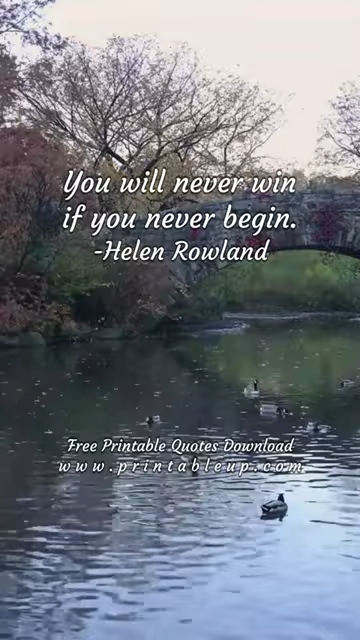 You will never win
if you never begin.
-Helen Rowland
Free Printable Quotes Download
www.printableup.com